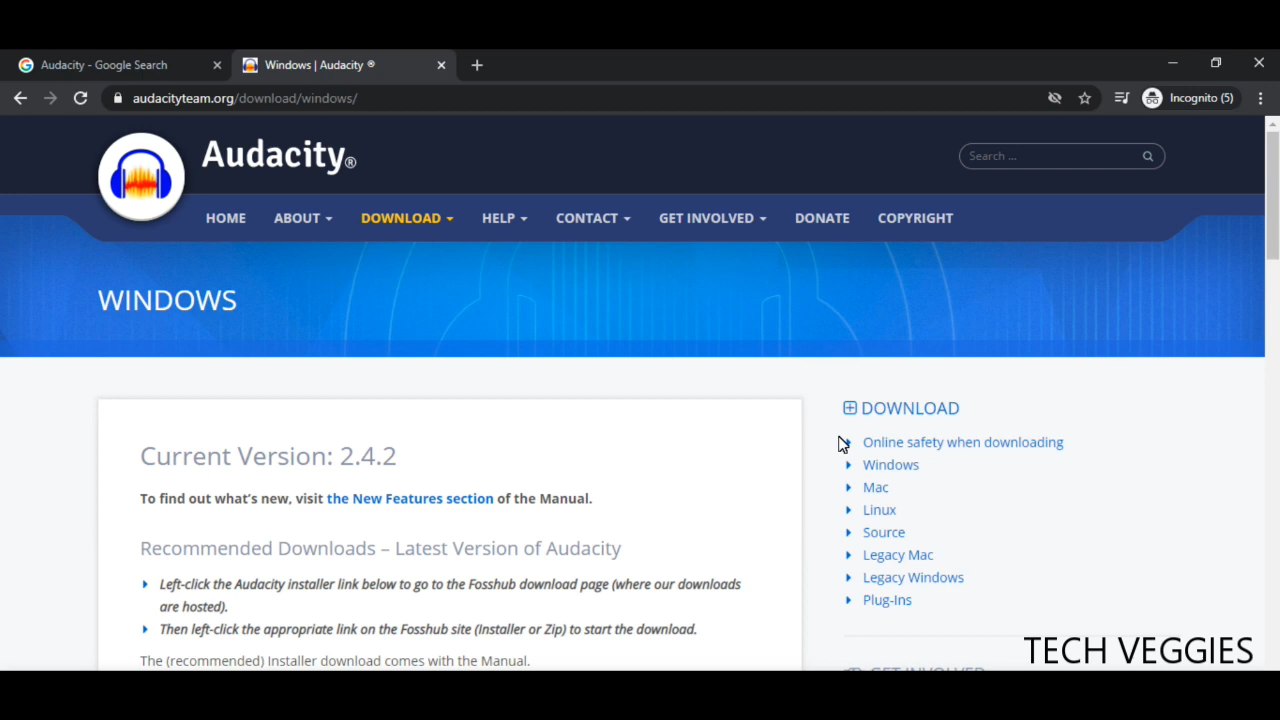 Audacity - Google Search
Windows | Audacity ®
audacityteam.org/download/windows/
Incognito (5)
Audacity®
Search ...
HOME ABOUT DOWNLOAD HELP CONTACT GET INVOLVED DONATE COPYRIGHT
WINDOWS
Current Version: 2.4.2
To find out what's new, visit the New Features section of the Manual.
Recommended Downloads – Latest Version of Audacity
Left-click the Audacity installer link below to go to the Fosshub download page (where our downloads
are hosted).
Then left-click the appropriate link on the Fosshub site (Installer or Zip) to start the download.
The (recommended) Installer download comes with the Manual.
DOWNLOAD
Online safety when downloading
Windows
Mac
Linux
Source
Legacy Mac
Legacy Windows
Plug-Ins
GET INVOLVED
TECH VEGGIES